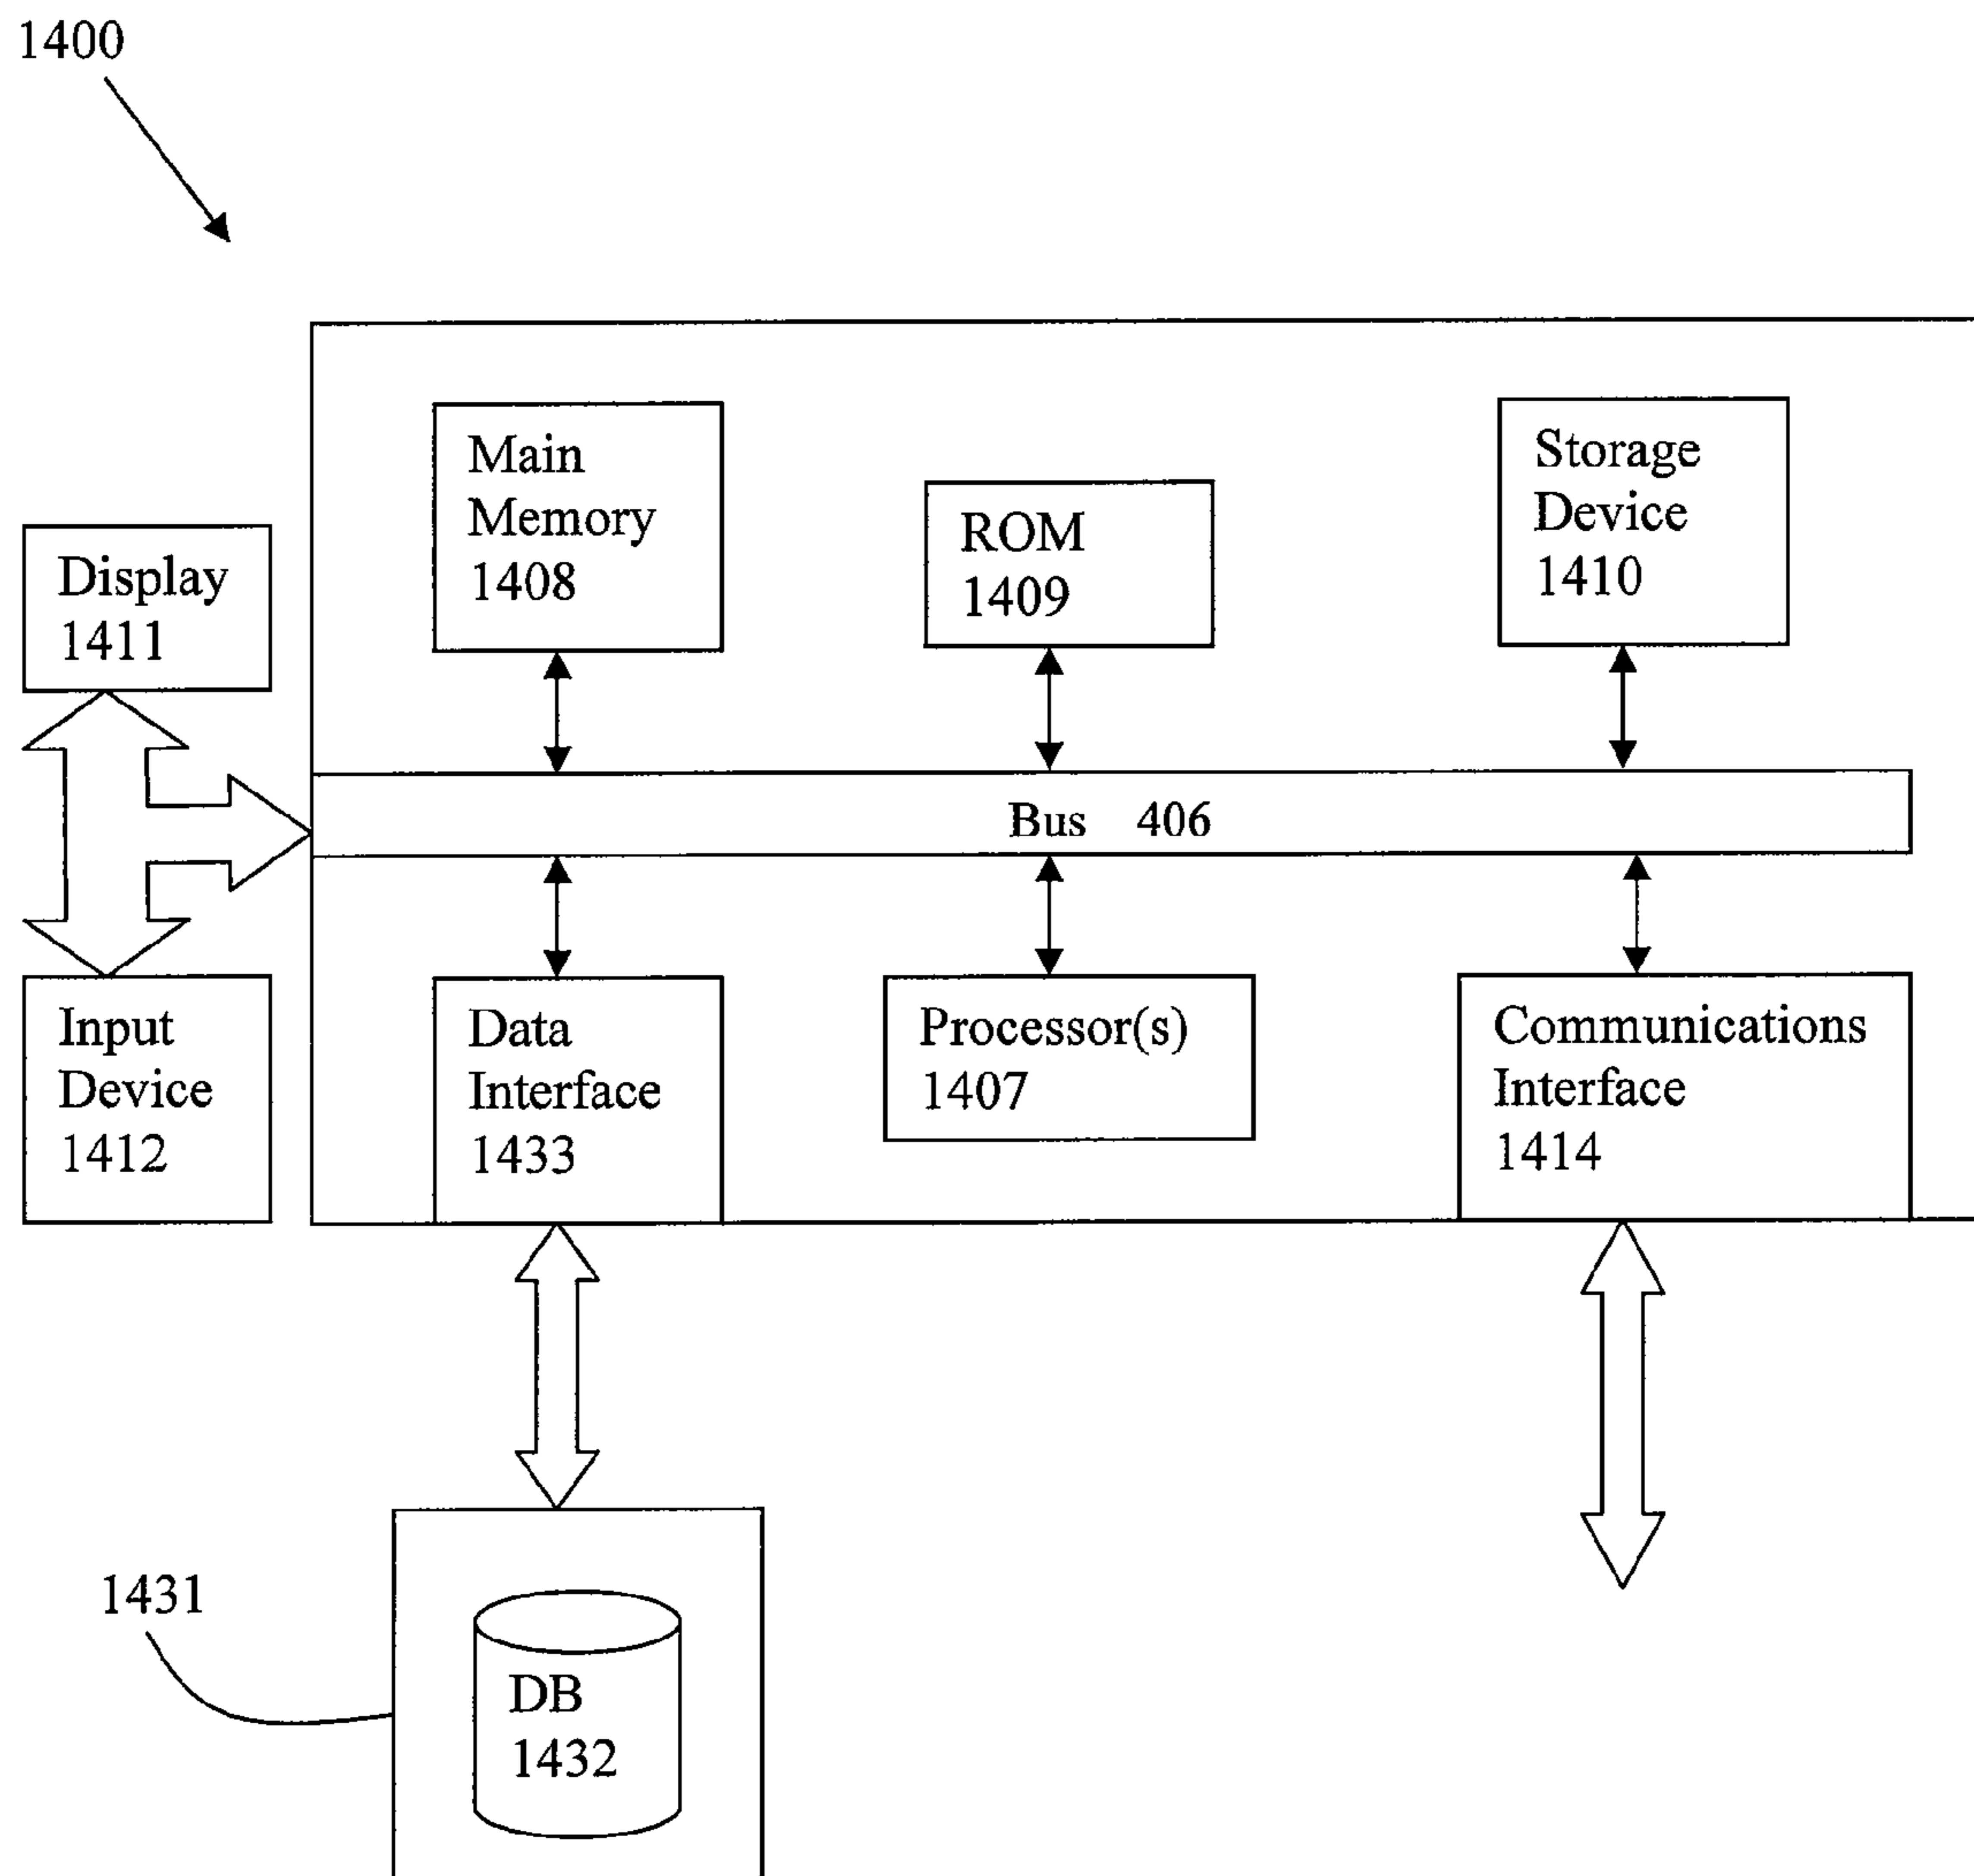 1400
Main
Memory
1408
ROM
1409
Storage
Device
1410
Display
1411
Bus 406
Input
Device
1412
Data
Interface
1433
Processor(s)
1407
Communications
Interface
1414
1431
DB
1432